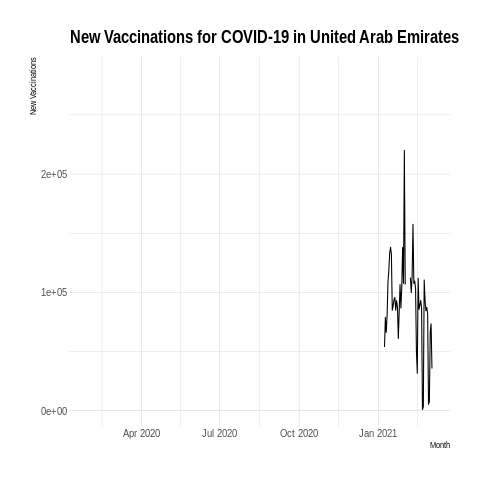 New Vaccinations for COVID-19 in United Arab Emirates
New Vaccinations
2e+05
1e+05
0e+00
Apr 2020
Jul 2020
Oct 2020
Jan 2021
Month